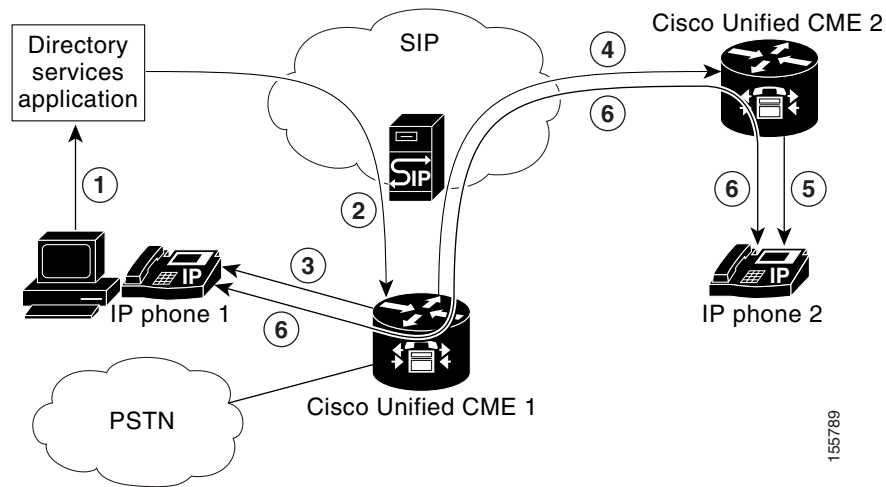 Directory
services
application
SIP
Cisco Unified CME 2
4
6
1
SIP
2
6
5
3
IP
IP
IP phone 1
6
IP phone 2
PSTN
Cisco Unified CME 1
155789